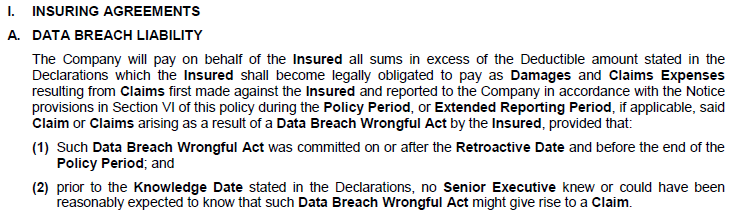 I. INSURING AGREEMENTS
A. DATA BREACH LIABILITY
The Company will pay on behalf of the Insured all sums in excess of the Deductible amount stated in the
Declarations which the Insured shall become legally obligated to pay as Damages and Claims Expenses
resulting from Claims first made against the Insured and reported to the Company in accordance with the Notice
provisions in Section VI of this policy during the Policy Period, or Extended Reporting Period, if applicable, said
Claim or Claims arising as a result of a Data Breach Wrongful Act by the Insured, provided that:
(1) Such Data Breach Wrongful Act was committed on or after the Retroactive Date and before the end of the
Policy Period; and
(2) prior to the Knowledge Date stated in the Declarations, no Senior Executive knew or could have been
reasonably expected to know that such Data Breach Wrongful Act might give rise to a Claim.